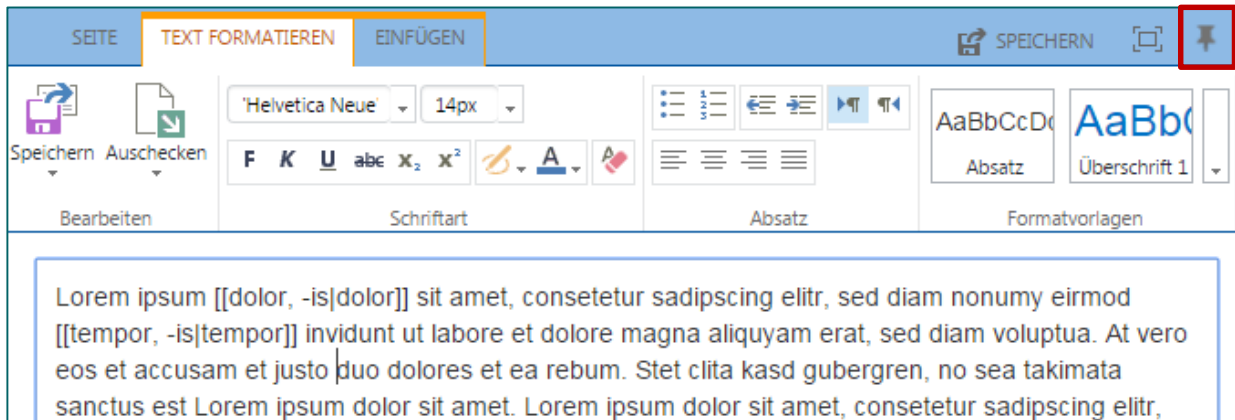 SEITE TEXT FORMATIEREN EINFÜGEN SPEICHERN
'Helvetica Neue' 14px
AaBbCcDd AaBb(
Speichern Auschecken F K U abc X₂ X² A Absatz Überschrift 1
Bearbeiten Schriftart Absatz Formatvorlagen
Lorem ipsum [[dolor, -is|dolor]] sit amet, consetetur sadipscing elitr, sed diam nonumy eirmod
[[tempor, -is|tempor]] invidunt ut labore et dolore magna aliquyam erat, sed diam voluptua. At vero
eos et accusam et justo duo dolores et ea rebum. Stet clita kasd gubergren, no sea takimata
sanctus est Lorem ipsum dolor sit amet. Lorem ipsum dolor sit amet, consetetur sadipscing elitr,